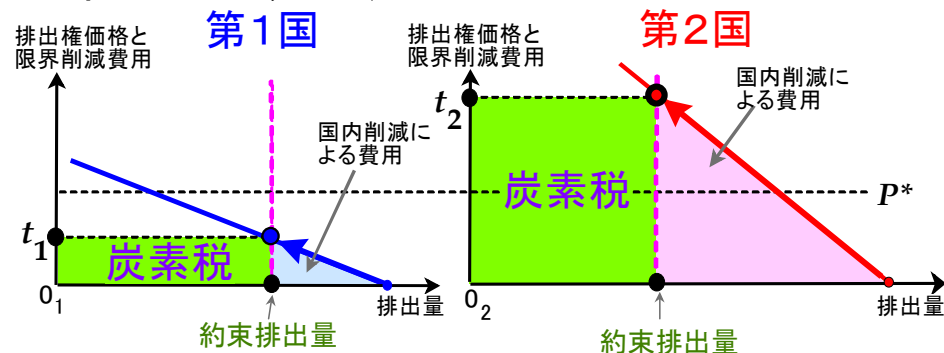 第1国
排出権価格と
限界削減費用
国内削減に
よる費用
t1
炭素税
01
排出量
約束排出量
第2国
排出権価格と
限界削減費用
国内削減に
よる費用
t2
炭素税
P*
02
排出量
約束排出量